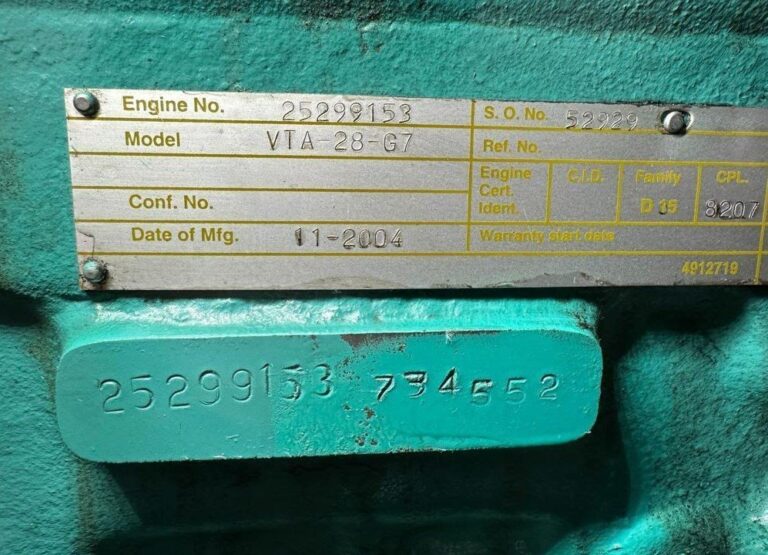 Engine No. 25299153
S. O. No. 52929
Model VTA-28-G7
Ref. No.
Engine Cert. Ident.
C.I.D.
Family
CPL.
D 35
8207
Conf. No.
Date of Mfg. 11-2004
Warranty start date
4912719
25299153 734552